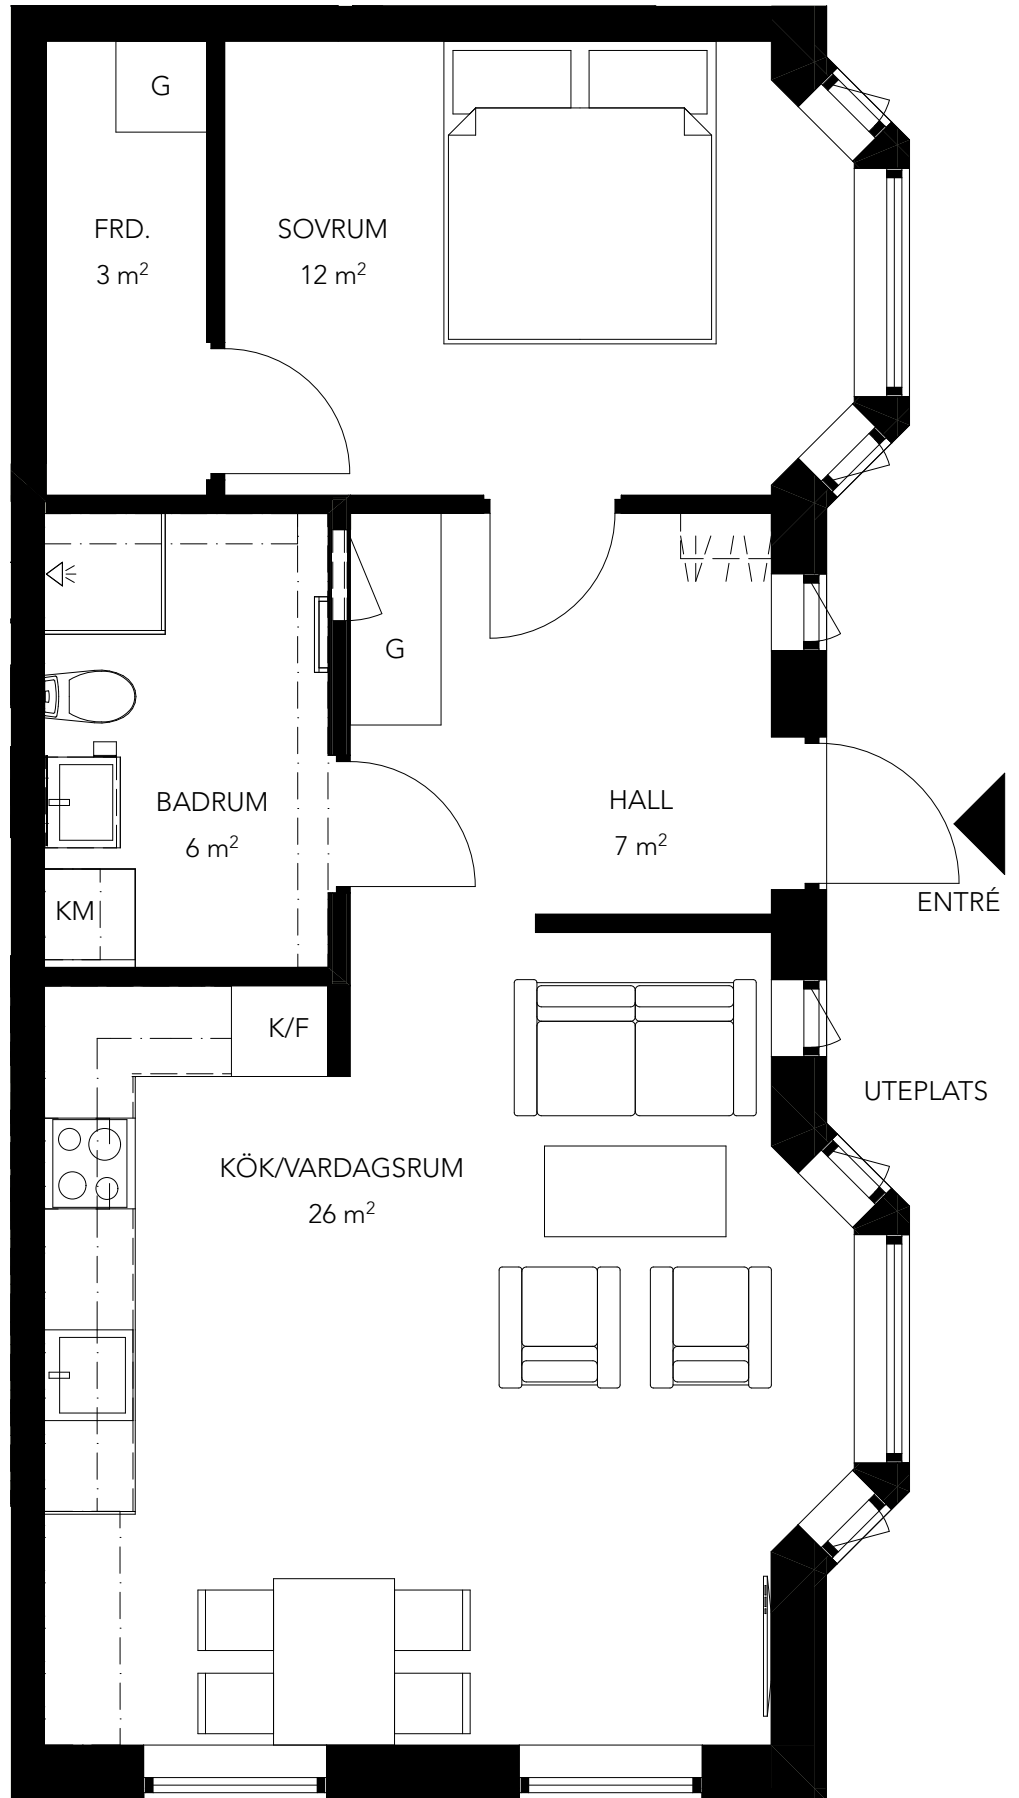 G
FRD.
3 m²
SOVRUM
12 m²
G
BADRUM
6 m²
HALL
7 m²
ENTRÉ
KM
K/F
UTEPLATS
KÖK/VARDAGSRUM
26 m²